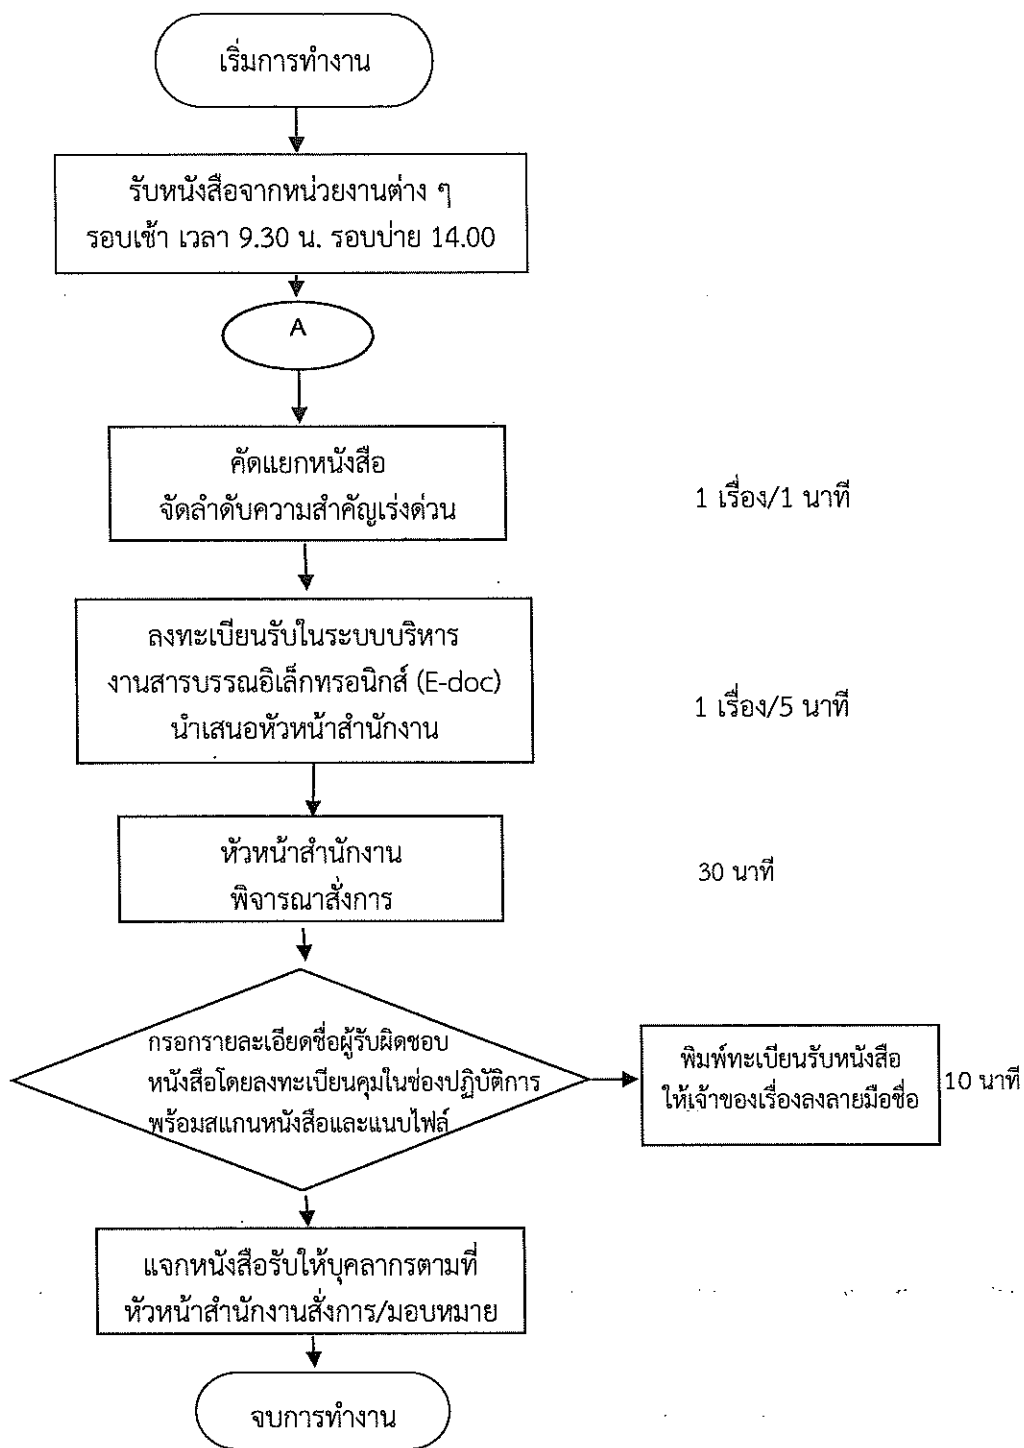 เริ่มการทำงาน
รับหนังสือจากหน่วยงานต่าง ๆ
รอบเช้า เวลา 9.30 น. รอบบ่าย 14.00
A
คัดแยกหนังสือ
จัดลำดับความสำคัญเร่งด่วน
1 เรื่อง/1 นาที
ลงทะเบียนรับในระบบบริหาร
งานสารบรรณอิเล็กทรอนิกส์ (E-doc)
นำเสนอหัวหน้าสำนักงาน
1 เรื่อง/5 นาที
หัวหน้าสำนักงาน
พิจารณาสั่งการ
30 นาที
กรอกรายละเอียดชื่อผู้รับผิดชอบ
หนังสือโดยลงทะเบียนคุมในช่องปฏิบัติการ
พร้อมสแกนหนังสือและแนบไฟล์
พิมพ์ทะเบียนรับหนังสือ
ให้เจ้าของเรื่องลงลายมือชื่อ
10 นาที
แจกหนังสือรับให้บุคลากรตามที่
หัวหน้าสำนักงานสั่งการ/มอบหมาย
จบการทำงาน